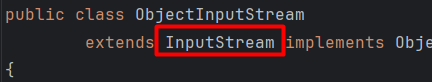 public class ObjectInputStream
extends InputStream implements Obje
{